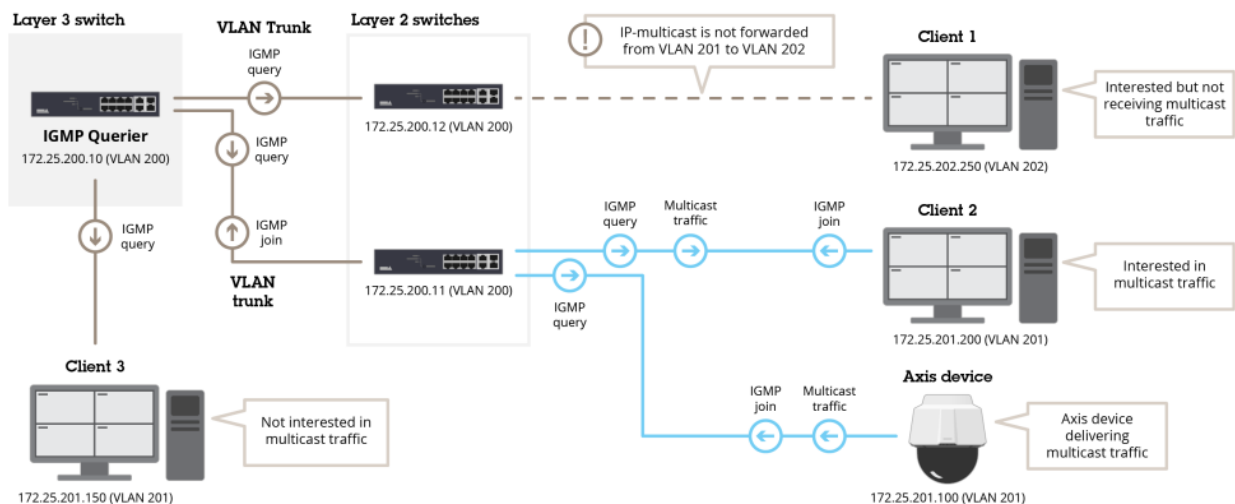 Layer 3 switch
IGMP Querier
172.25.200.10 (VLAN 200)
VLAN Trunk
IGMP
query
IGMP
query
IGMP
join
VLAN
trunk
IGMP
query
Layer 2 switches
172.25.200.12 (VLAN 200)
172.25.200.11 (VLAN 200)
IP-multicast is not forwarded
from VLAN 201 to VLAN 202
Client 1
Interested but not
receiving multicast
traffic
172.25.202.250 (VLAN 202)
IGMP
query
Multicast
traffic
IGMP
join
IGMP
query
Client 2
Interested in
multicast traffic
172.25.201.200 (VLAN 201)
Client 3
Not interested in
multicast traffic
172.25.201.150 (VLAN 201)
IGMP
join
Multicast
traffic
Axis device
Axis device
delivering
multicast traffic
172.25.201.100 (VLAN 201)